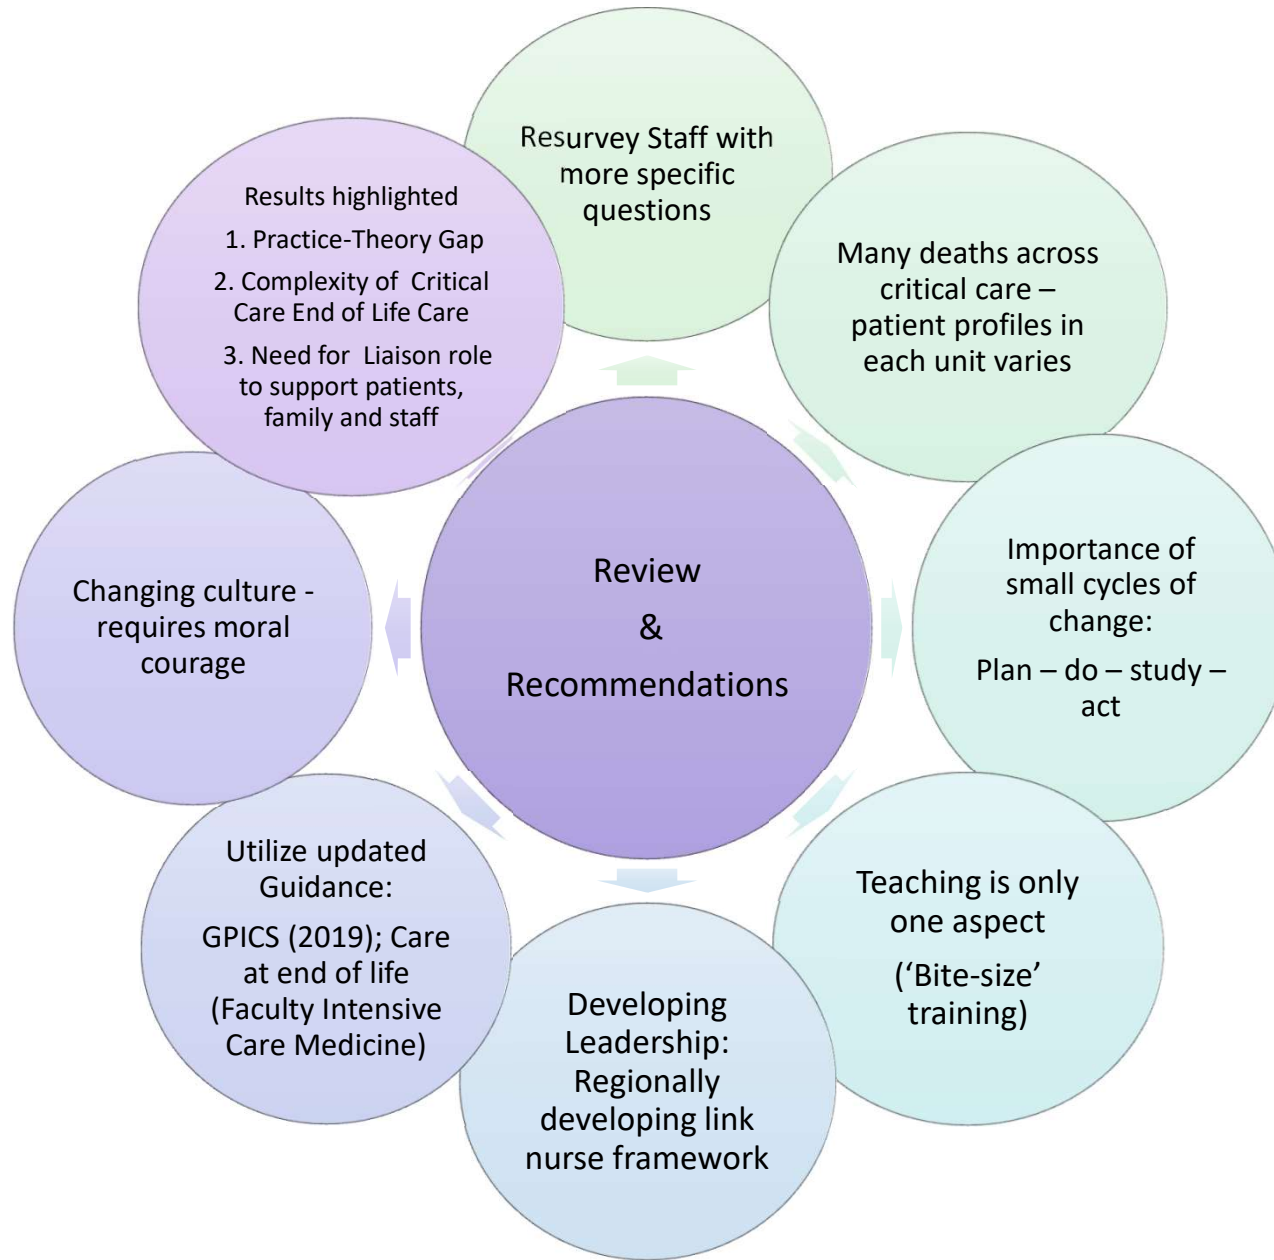 Resurvey Staff with
more specific
questions
Many deaths across
critical care –
patient profiles in
each unit varies
Importance of
small cycles of
change:
Plan – do – study –
act
Teaching is only
one aspect
(‘Bite-size’
training)
Developing
Leadership:
Regionally
developing link
nurse framework
Utilize updated
Guidance:
GPICS (2019); Care
at end of life
(Faculty Intensive
Care Medicine)
Changing culture -
requires moral
courage
Results highlighted
1. Practice-Theory Gap
2. Complexity of Critical
Care End of Life Care
3. Need for Liaison role
to support patients,
family and staff
Review
&
Recommendations